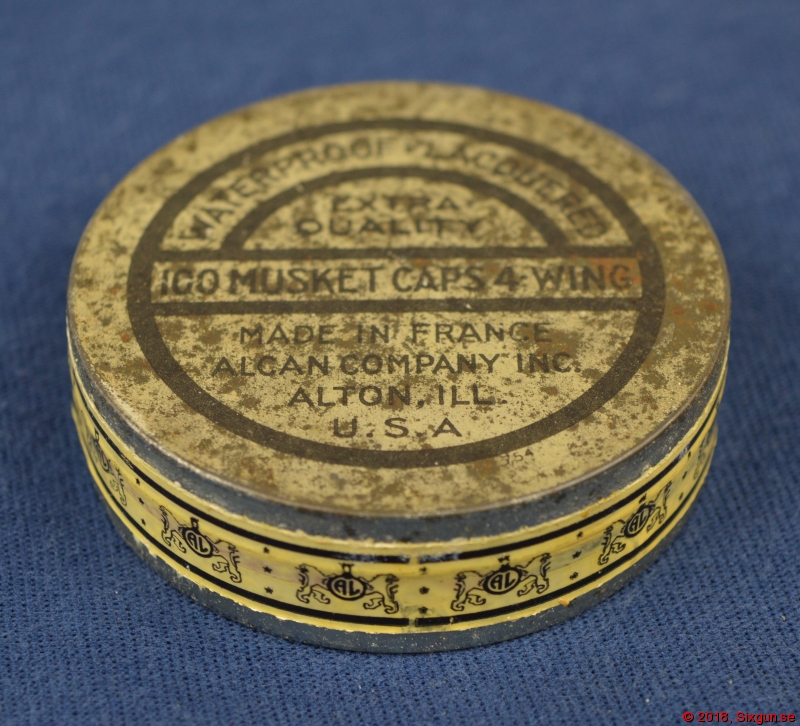 WATERPROOF & LACQUERED
EXTRA
QUALITY
100 MUSKET CAPS 4-WING
MADE IN FRANCE
ALCAN COMPANY INC.
ALTON, ILL.
U.S.A
354
AL
AL
AL
AL
© 2018, Sixgun.se